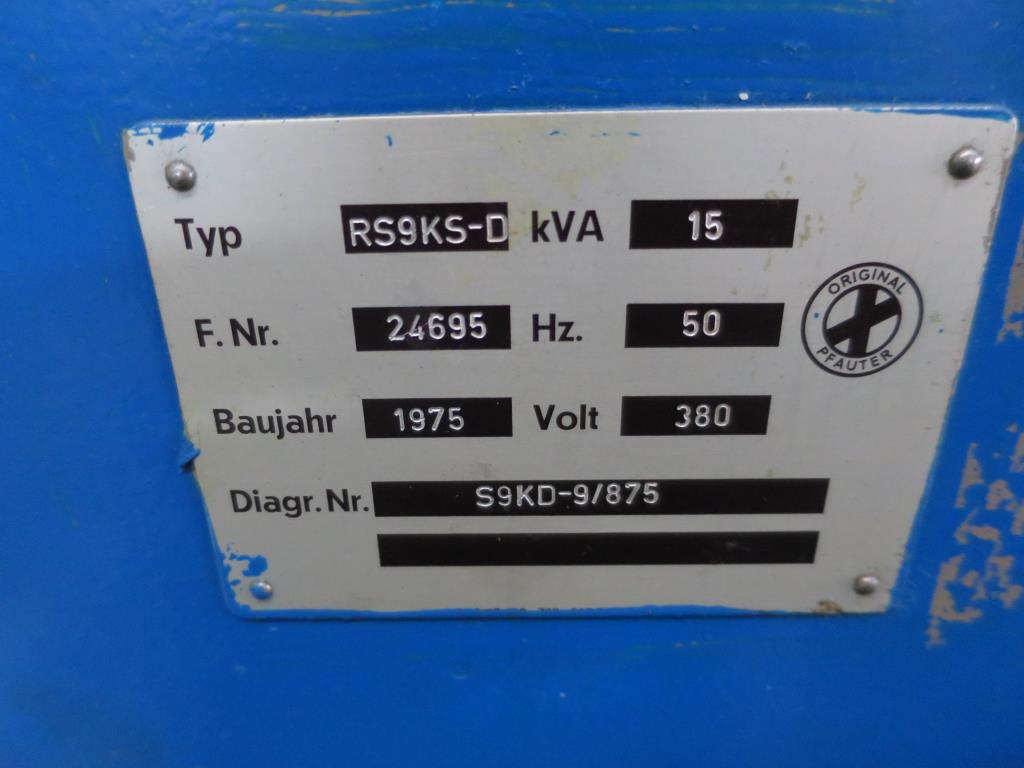 Typ RS9KS-D kVA 15
F. Nr. 24695 Hz. 50
ORIGINAL
PFAUTER
Baujahr 1975 Volt 380
Diagr. Nr. S9KD-9/875